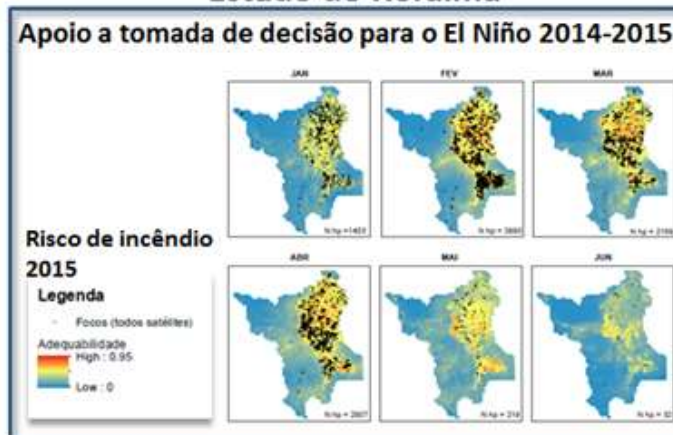 Apoio a tomada de decisão para o El Niño 2014-2015
JAN
FEV
MAR
Risco de incêndio
2015
ABR
MAI
JUN
Legenda
Focos (todos satélites)
Adequabilidade
High : 0.95
Low : 0